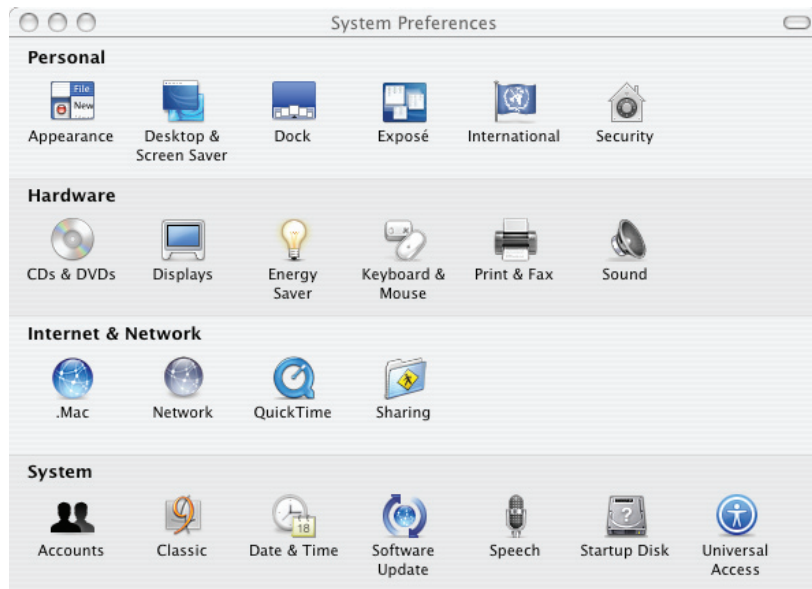 System Preferences
Personal
File
New
Appearance
Desktop &
Screen Saver
Dock
Exposé
International
Security
Hardware
CDs & DVDs
Displays
Energy
Saver
Keyboard &
Mouse
Print & Fax
Sound
Internet & Network
.Mac
Network
QuickTime
Sharing
System
18
?
Accounts
Classic
Date & Time
Software
Update
Speech
Startup Disk
Universal
Access